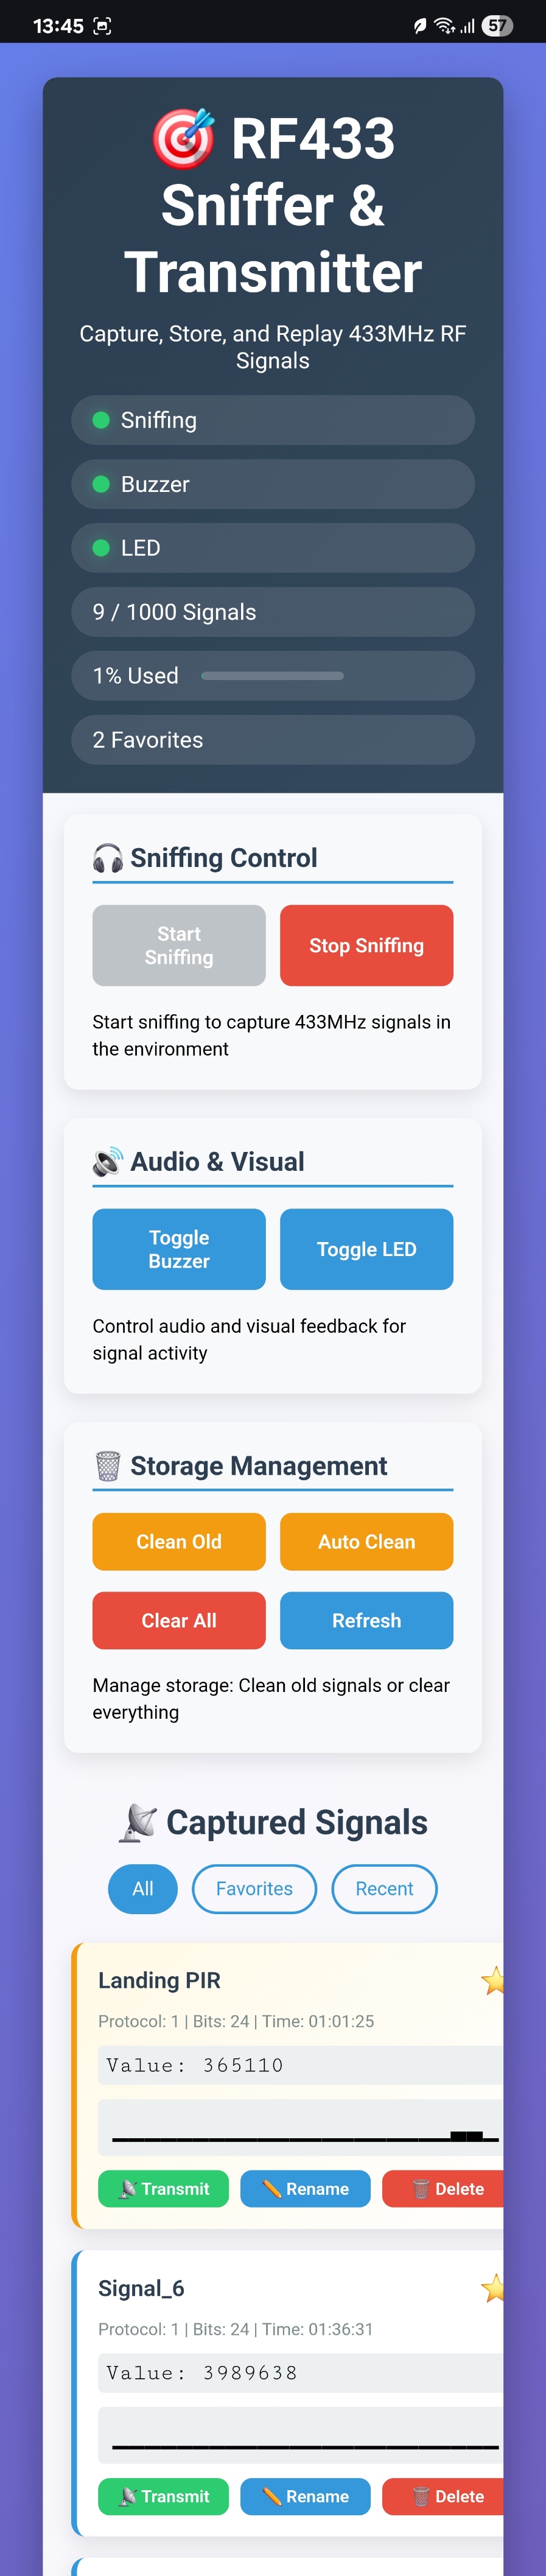 13:45
57
RF433
Sniffer &
Transmitter
Capture, Store, and Replay 433MHz RF
Signals
Sniffing
Buzzer
LED
9 / 1000 Signals
1% Used
2 Favorites
Sniffing Control
Start
Sniffing
Stop Sniffing
Start sniffing to capture 433MHz signals in
the environment
Audio & Visual
Toggle
Buzzer
Toggle LED
Control audio and visual feedback for
signal activity
Storage Management
Clean Old
Auto Clean
Clear All
Refresh
Manage storage: Clean old signals or clear
everything
Captured Signals
All
Favorites
Recent
Landing PIR
Protocol: 1 | Bits: 24 | Time: 01:01:25
Value: 365110
Transmit
Rename
Delete
Signal_6
Protocol: 1 | Bits: 24 | Time: 01:36:31
Value: 3989638
Transmit
Rename
Delete